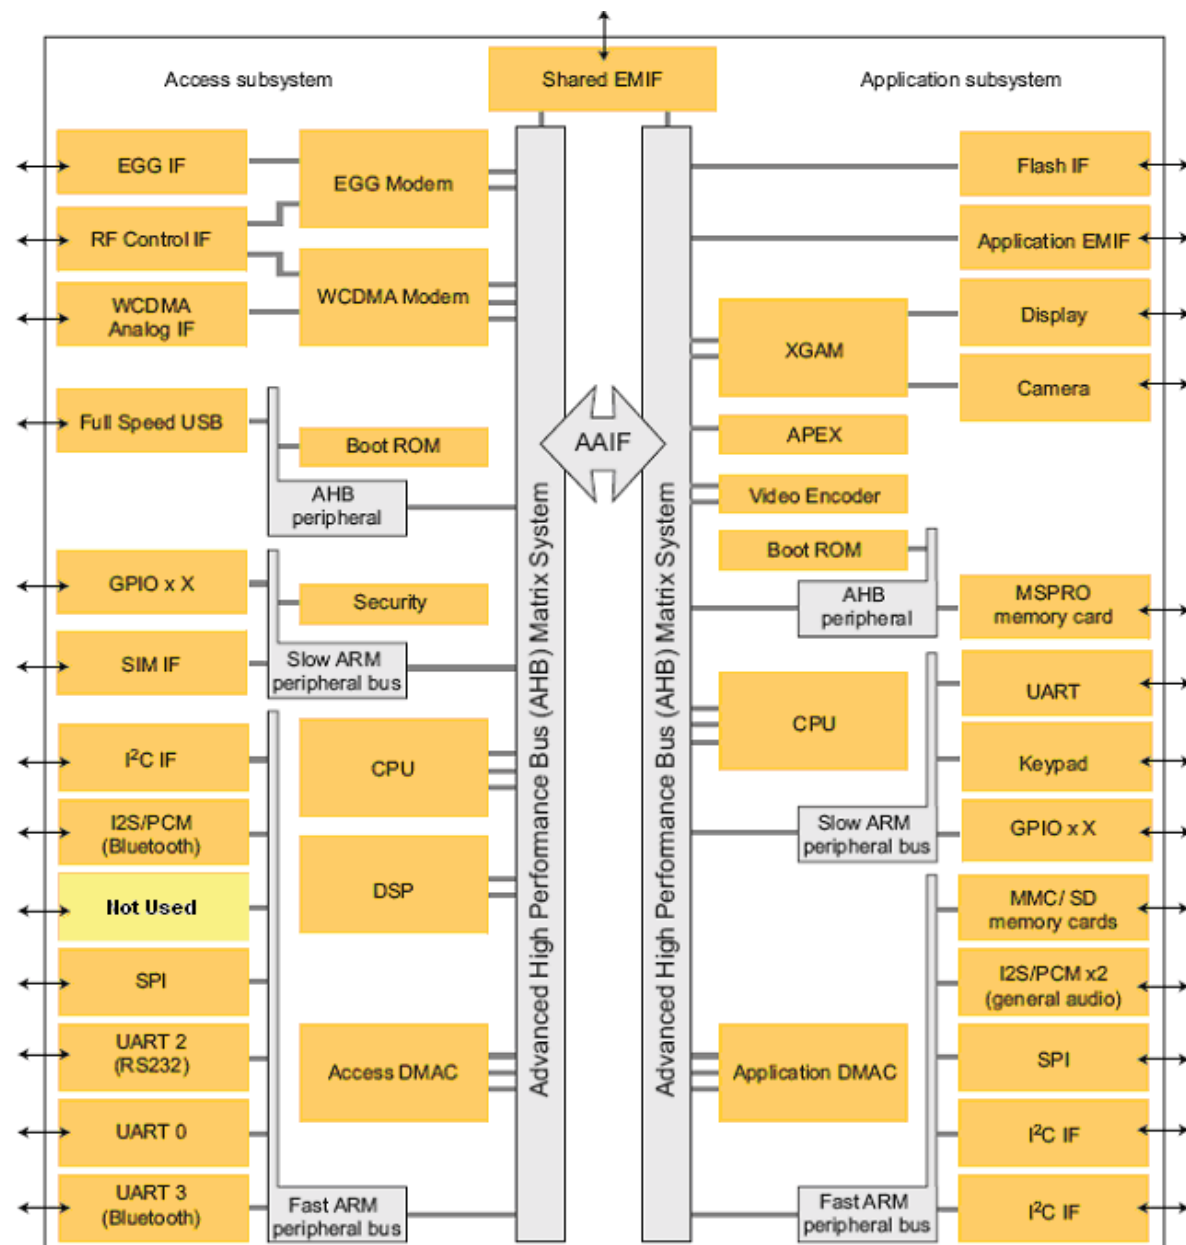 Access subsystem
Shared EMIF
Application subsystem
EGG IF
EGG Modem
RF Control IF
WCDMA Modem
WCDMA
Analog IF
Full Speed USB
Boot ROM
AHB
peripheral
GPIO x X
Security
SIM IF
Slow ARM
peripheral bus
I²C IF
CPU
I2S/PCM
(Bluetooth)
DSP
Not Used
SPI
UART 2
(RS232)
Access DMAC
UART 0
UART 3
(Bluetooth)
Fast ARM
peripheral bus
Advanced High Performance Bus (AHB) Matrix System
AAIF
Advanced High Performance Bus (AHB) Matrix System
Flash IF
Application EMIF
XGAM
Display
Camera
APEX
Video Encoder
Boot ROM
AHB
peripheral
MSPRO
memory card
CPU
UART
Keypad
Slow ARM
peripheral bus
GPIO x X
MMC/ SD
memory cards
I2S/PCM x2
(general audio)
Application DMAC
SPI
I²C IF
Fast ARM
peripheral bus
I²C IF